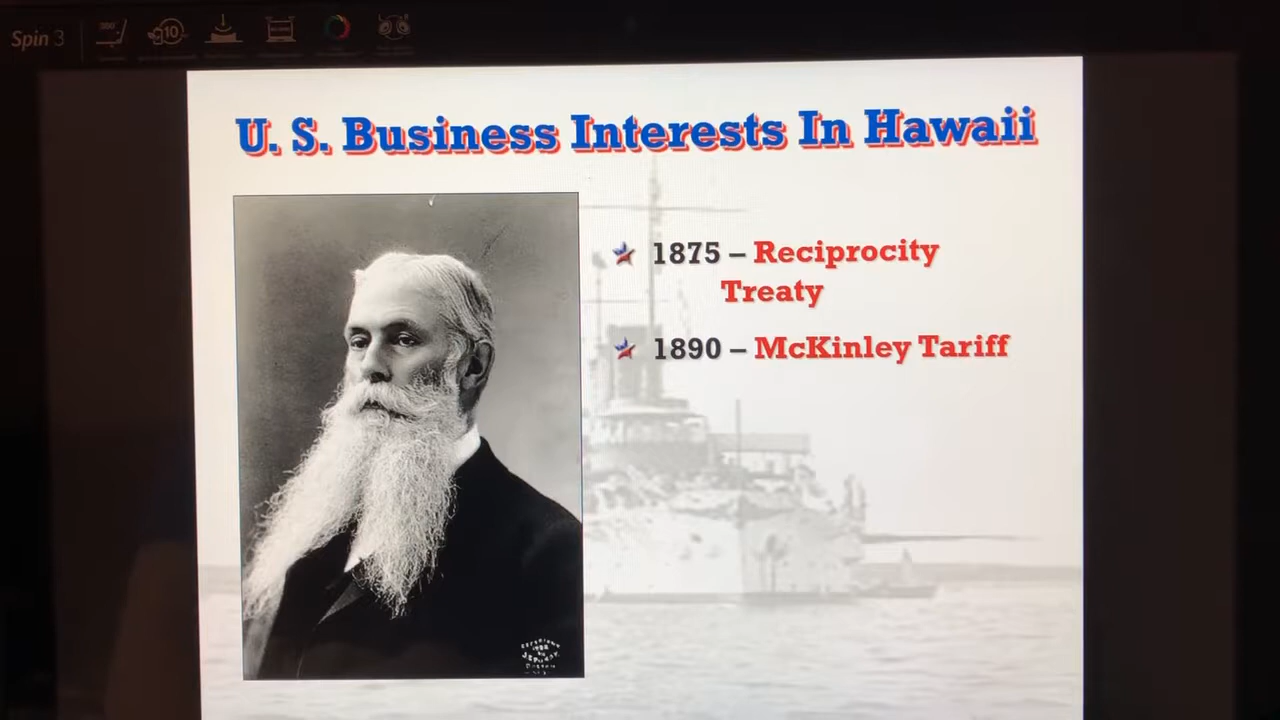 Spin 3
U. S. Business Interests In Hawaii
1875 – Reciprocity
Treaty
1890 – McKinley Tariff